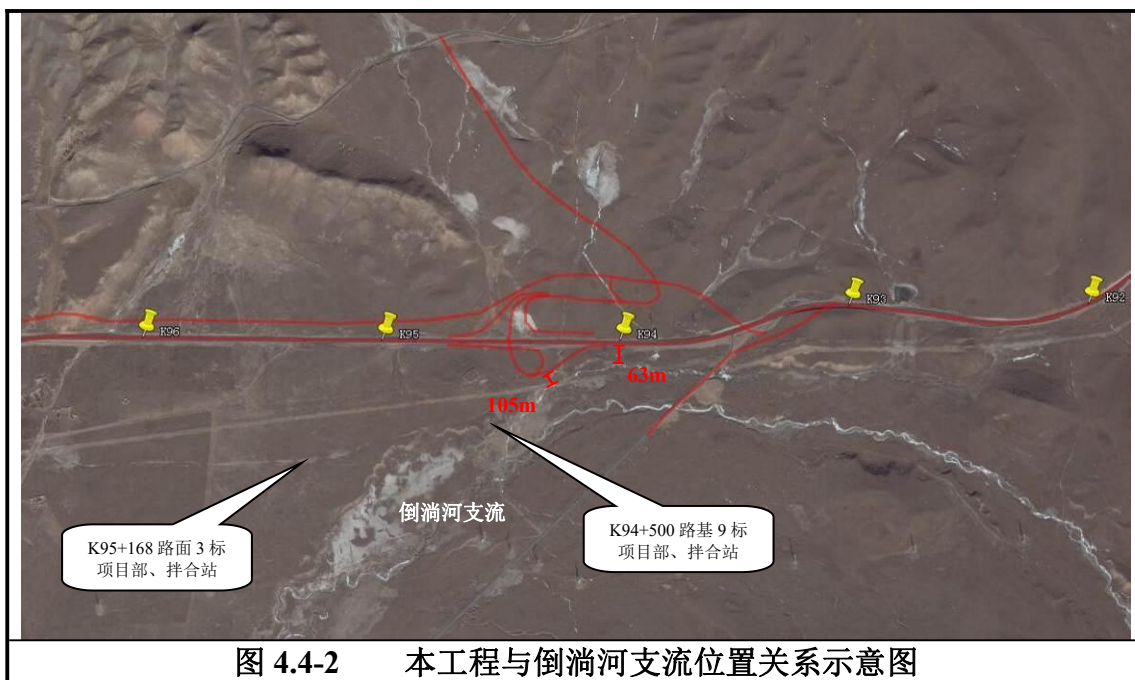 K92
K93
K96
K95
K94
63m
105m
倒淌河支流
K95+168 路面 3 标
项目部、拌合站
K94+500 路基 9 标
项目部、拌合站
图 4.4-2 本工程与倒淌河支流位置关系示意图